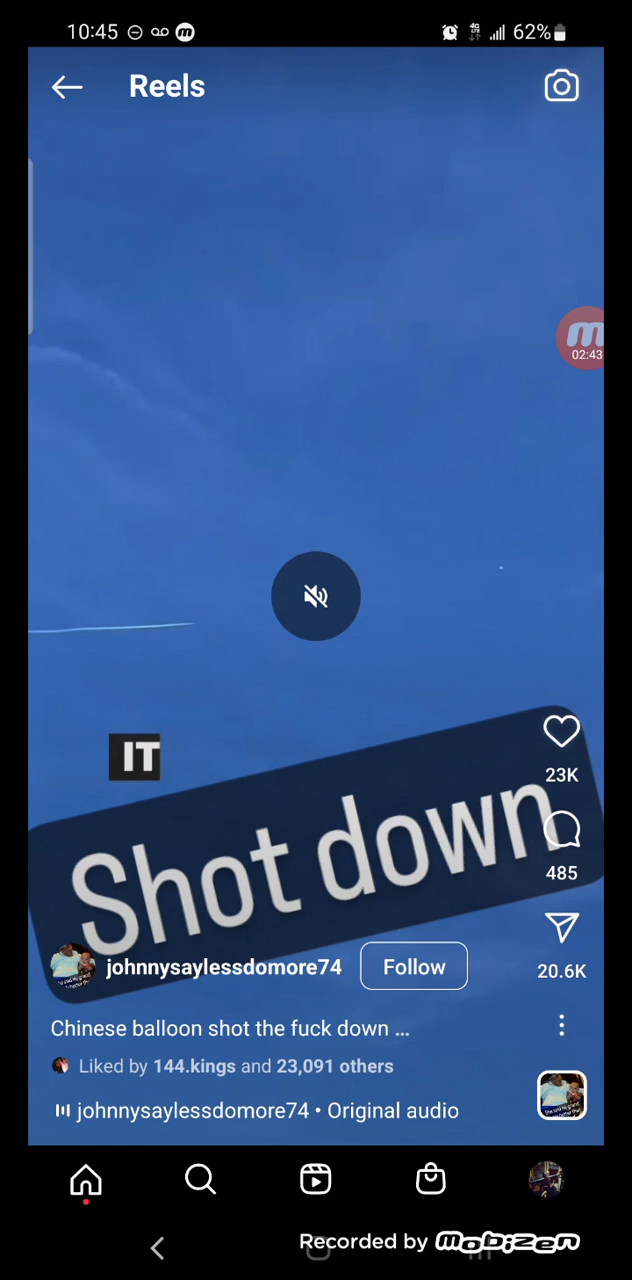 10:45
4G
62%
Reels
02:43
IT
Shot down
23K
485
johnnysaylessdomore74
Follow
20.6K
Chinese balloon shot the fuck down ...
Liked by 144.kings and 23,091 others
johnnysaylessdomore74 • Original audio
Recorded by mobizen